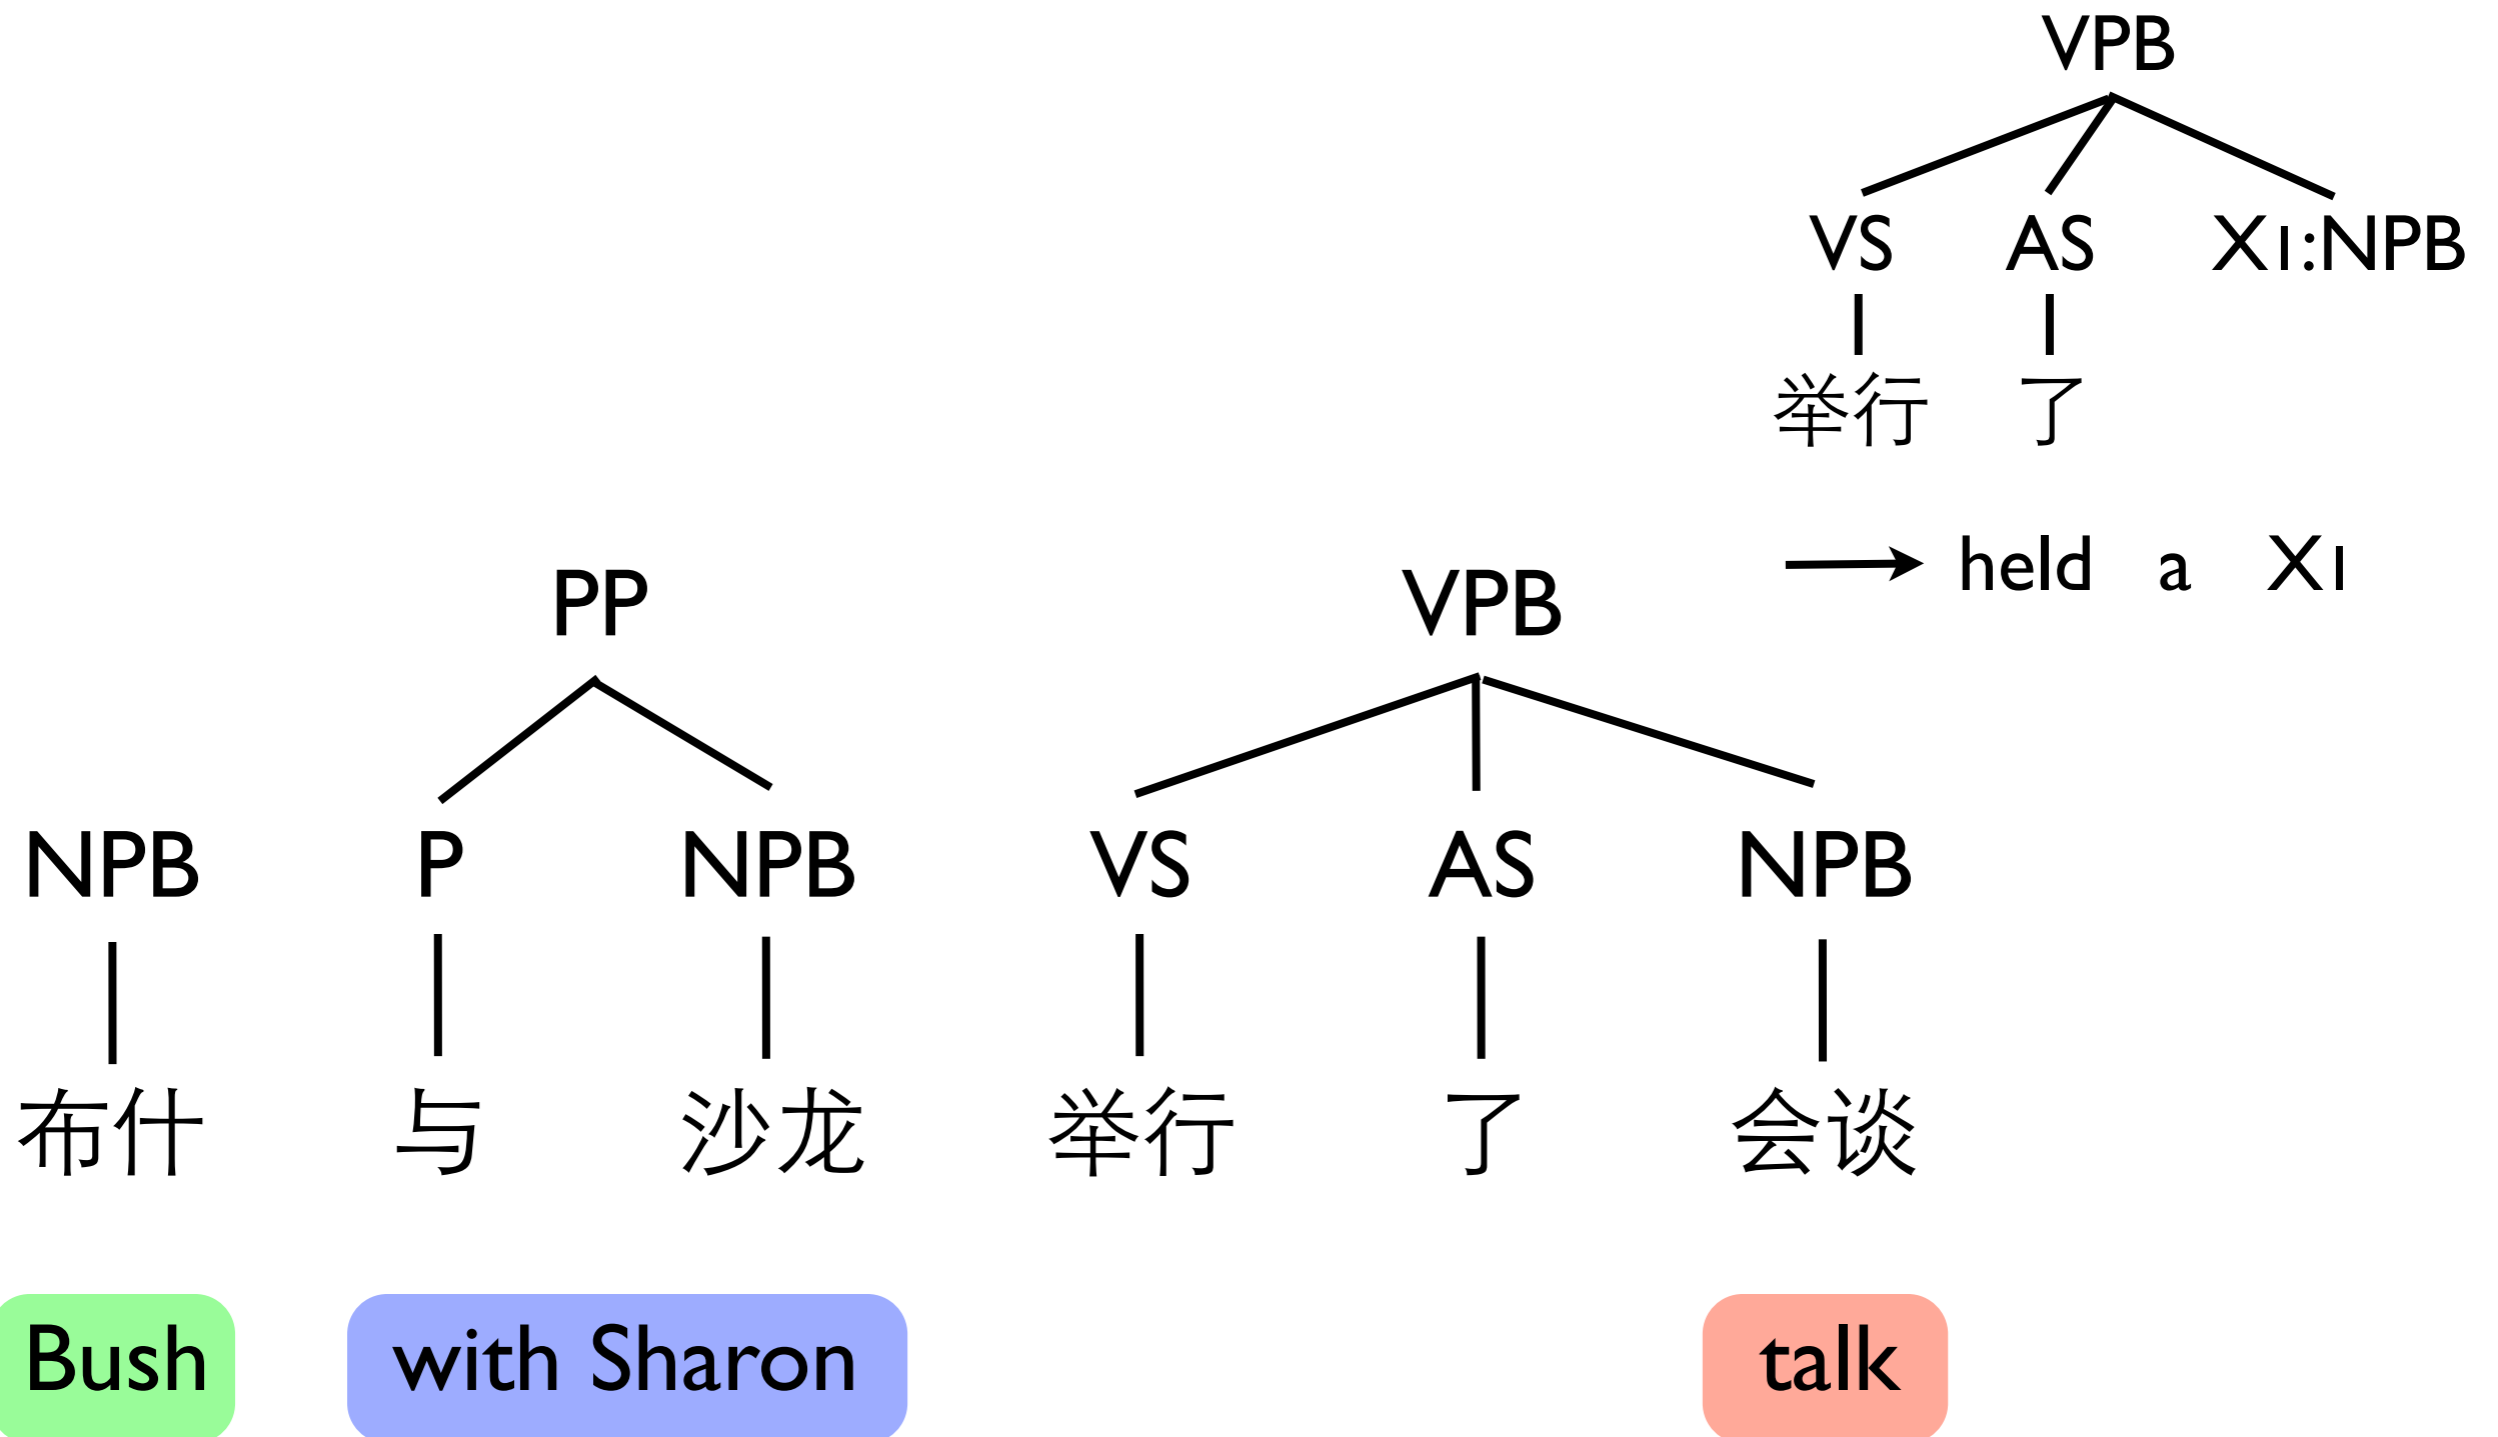 VPB
VS AS X1:NPB
举行 了
held a X1
PP VPB
NPB P NPB VS AS NPB
布什 与 沙龙 举行 了 会谈
Bush with Sharon talk